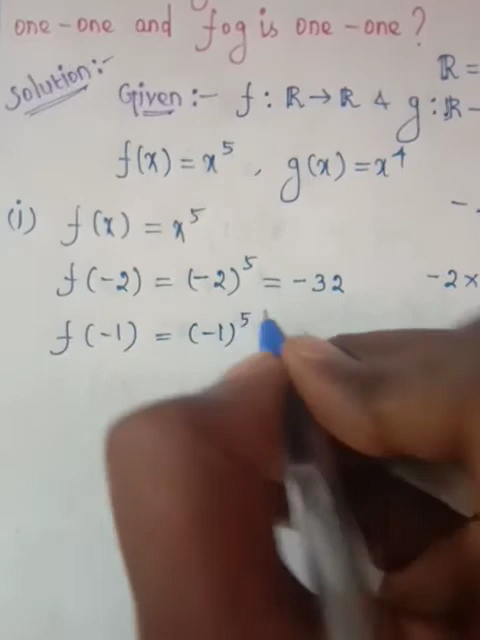 one-one and fog is one-one?
Solution:-
ℝ =
Given:- f : ℝ → ℝ & g : ℝ -
f(x) = x⁵ , g(x) = x⁴
(i) f(x) = x⁵
f(-2) = (-2)⁵ = -32
-2×
f(-1) = (-1)⁵